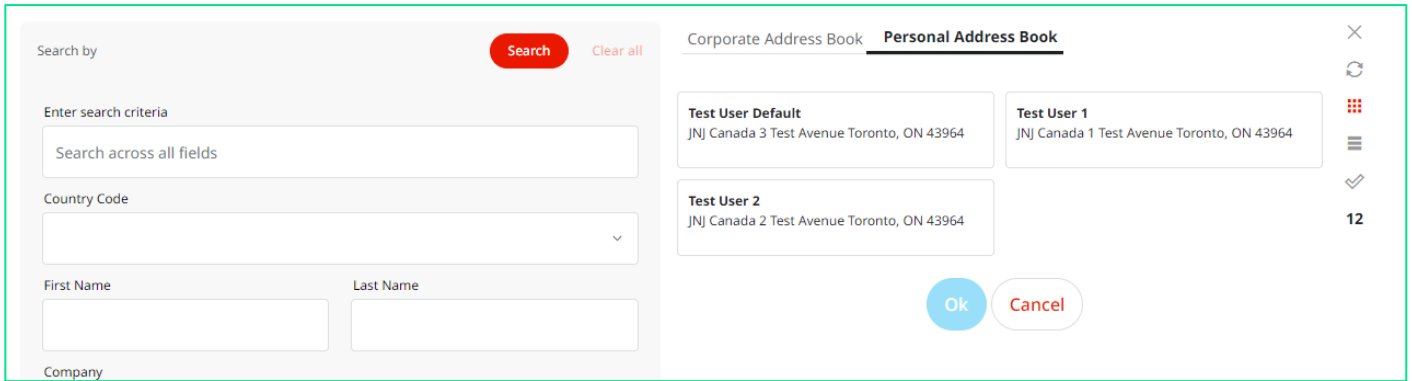 Search by
Search
Clear all
Enter search criteria
Search across all fields
Country Code
First Name
Last Name
Company
Corporate Address Book
Personal Address Book
Test User Default
JNJ Canada 3 Test Avenue Toronto, ON 43964
Test User 1
JNJ Canada 1 Test Avenue Toronto, ON 43964
Test User 2
JNJ Canada 2 Test Avenue Toronto, ON 43964
Ok
Cancel
12